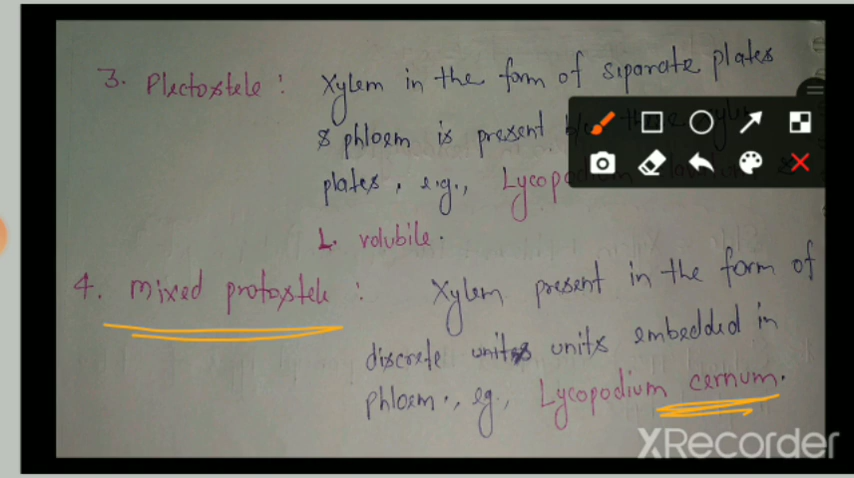 3. Plectostele : Xylem in the form of separate plates
& phloem is present
plates, e.g., Lycop
L. volubile.
4. mixed protostele : Xylem present in the form of
discrete units embedded in
phloem., eg., Lycopodium cernum.
XRecorder